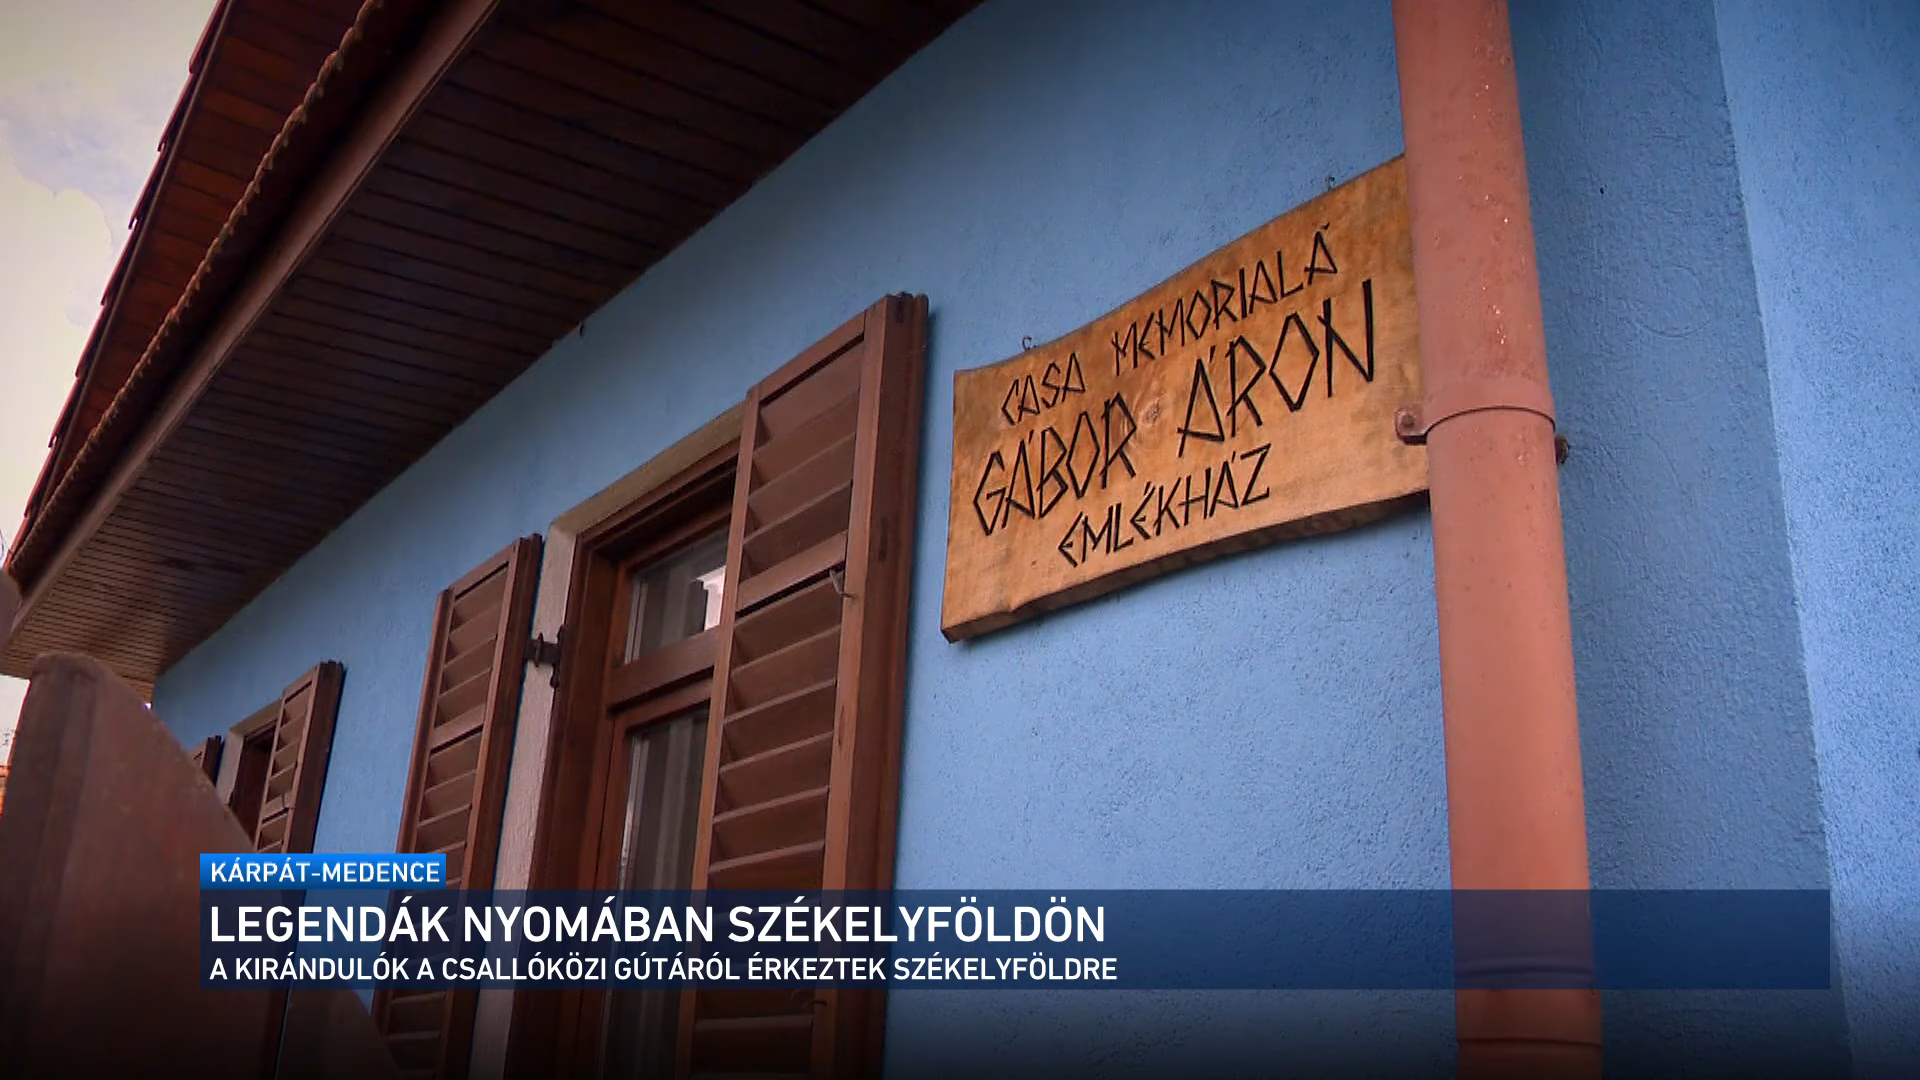 CASA MEMORIALĂ
GÁBOR ÁRON
EMLÉKHÁZ
KÁRPÁT-MEDENCE
LEGENDÁK NYOMÁBAN SZÉKELYFÖLDÖN
A KIRÁNDULÓK A CSALLÓKÖZI GÚTÁRÓL ÉRKEZTEK SZÉKELYFÖLDRE